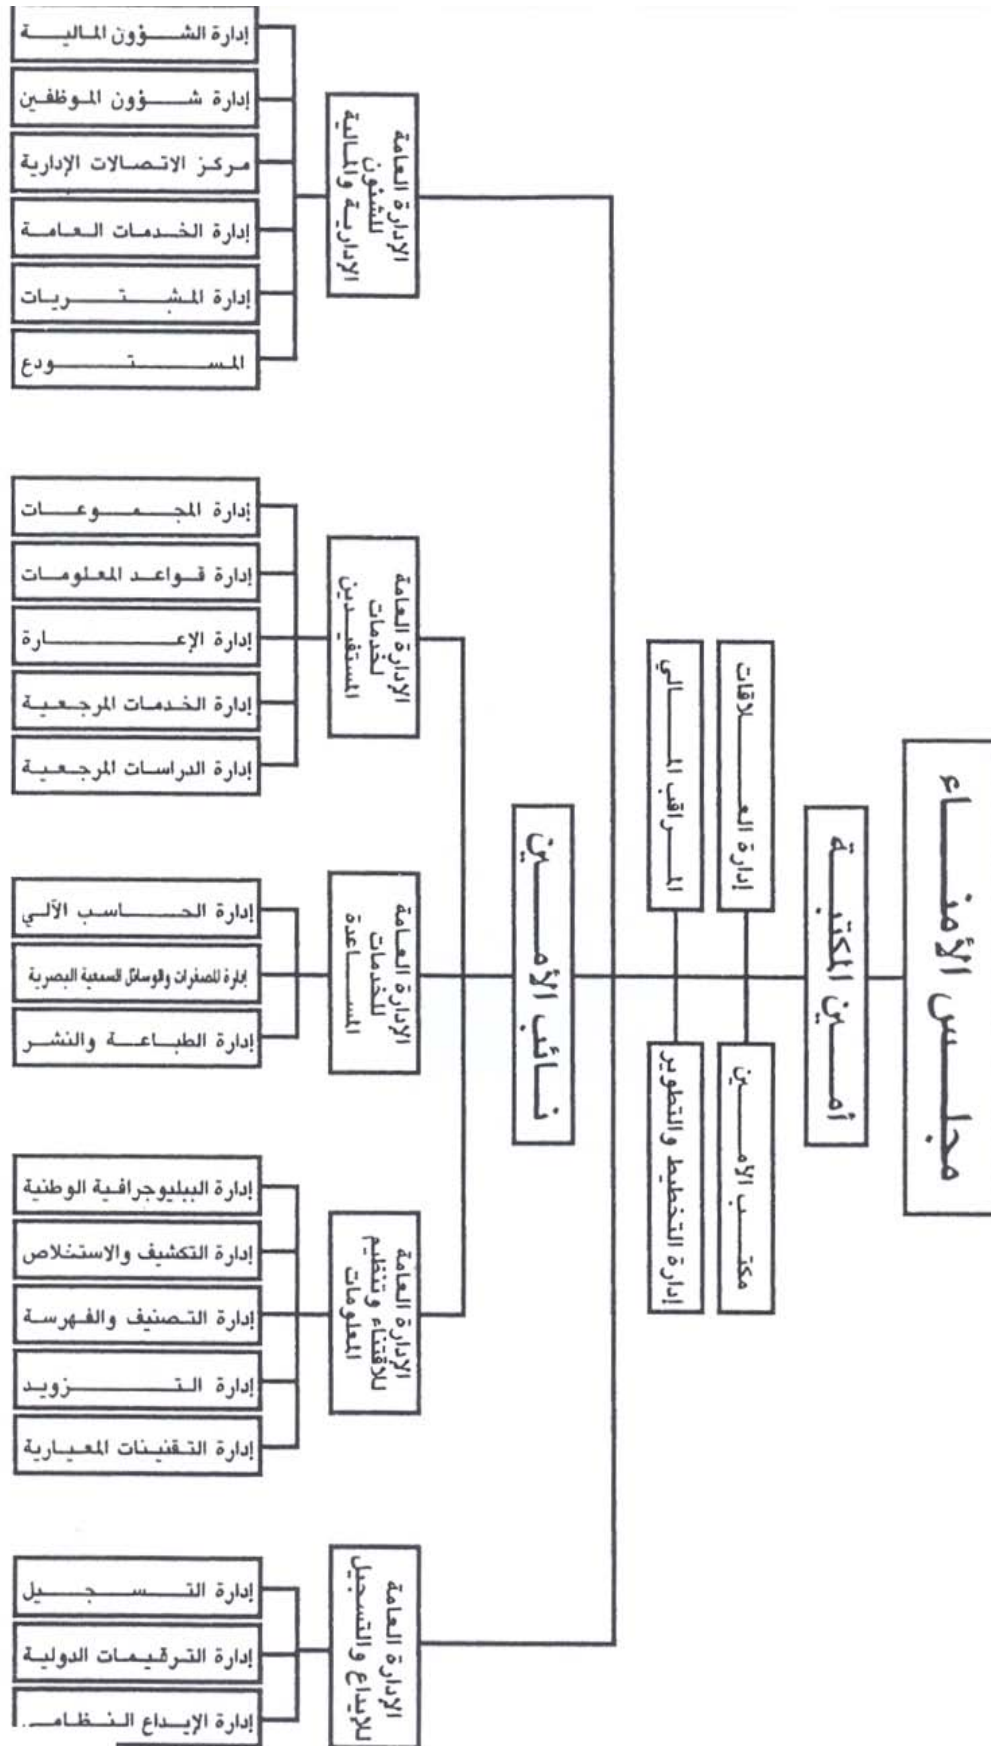 مجلس الأمناء
أمين المكتبة
إدارة العلاقات
مكتب الأمين
المراقب المالي
إدارة التخطيط والتطوير
نائب الأمين
الإدارة العامة
للشئون
الإدارية والمالية
إدارة الشؤون المالية
إدارة شؤون الموظفين
مركز الاتصالات الإدارية
إدارة الخدمات العامة
إدارة المشتريات
المستودع
الإدارة العامة
لخدمات
المستفيدين
إدارة المجموعات
إدارة قواعد المعلومات
إدارة الإعارة
إدارة الخدمات المرجعية
إدارة الدراسات المرجعية
الإدارة العامة
للخدمات
المساعدة
إدارة الحاسب الآلي
إدارة المصغرات والوسائل السمعية البصرية
إدارة الطباعة والنشر
الإدارة العامة
للاقتناء وتنظيم
المعلومات
إدارة الببليوجرافية الوطنية
إدارة التكشيف والاستخلاص
إدارة التصنيف والفهرسة
إدارة التزويد
إدارة التقنينات المعيارية
الإدارة العامة
للإيداع والتسجيل
إدارة التسجيل
إدارة الترقيمات الدولية
إدارة الإيداع